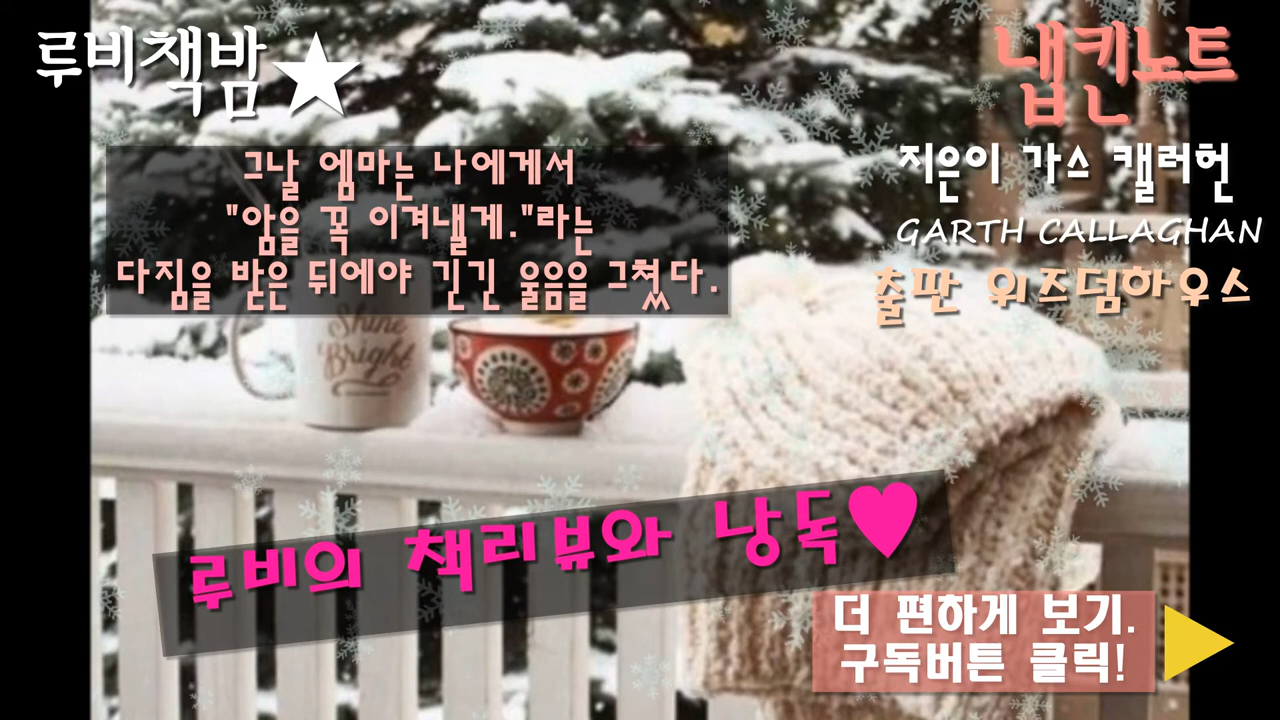 루비책밤★
냅킨노트
지은이 가스 캘러헌
GARTH CALLAGHAN
출판 위즈덤하우스
그날 엠마는 나에게서
"암을 꼭 이겨낼게."라는
다짐을 받은 뒤에야 긴긴 울음을 그쳤다.
Shine
Bright
루비의 책리뷰와 낭독♥
더 편하게 보기.
구독버튼 클릭!